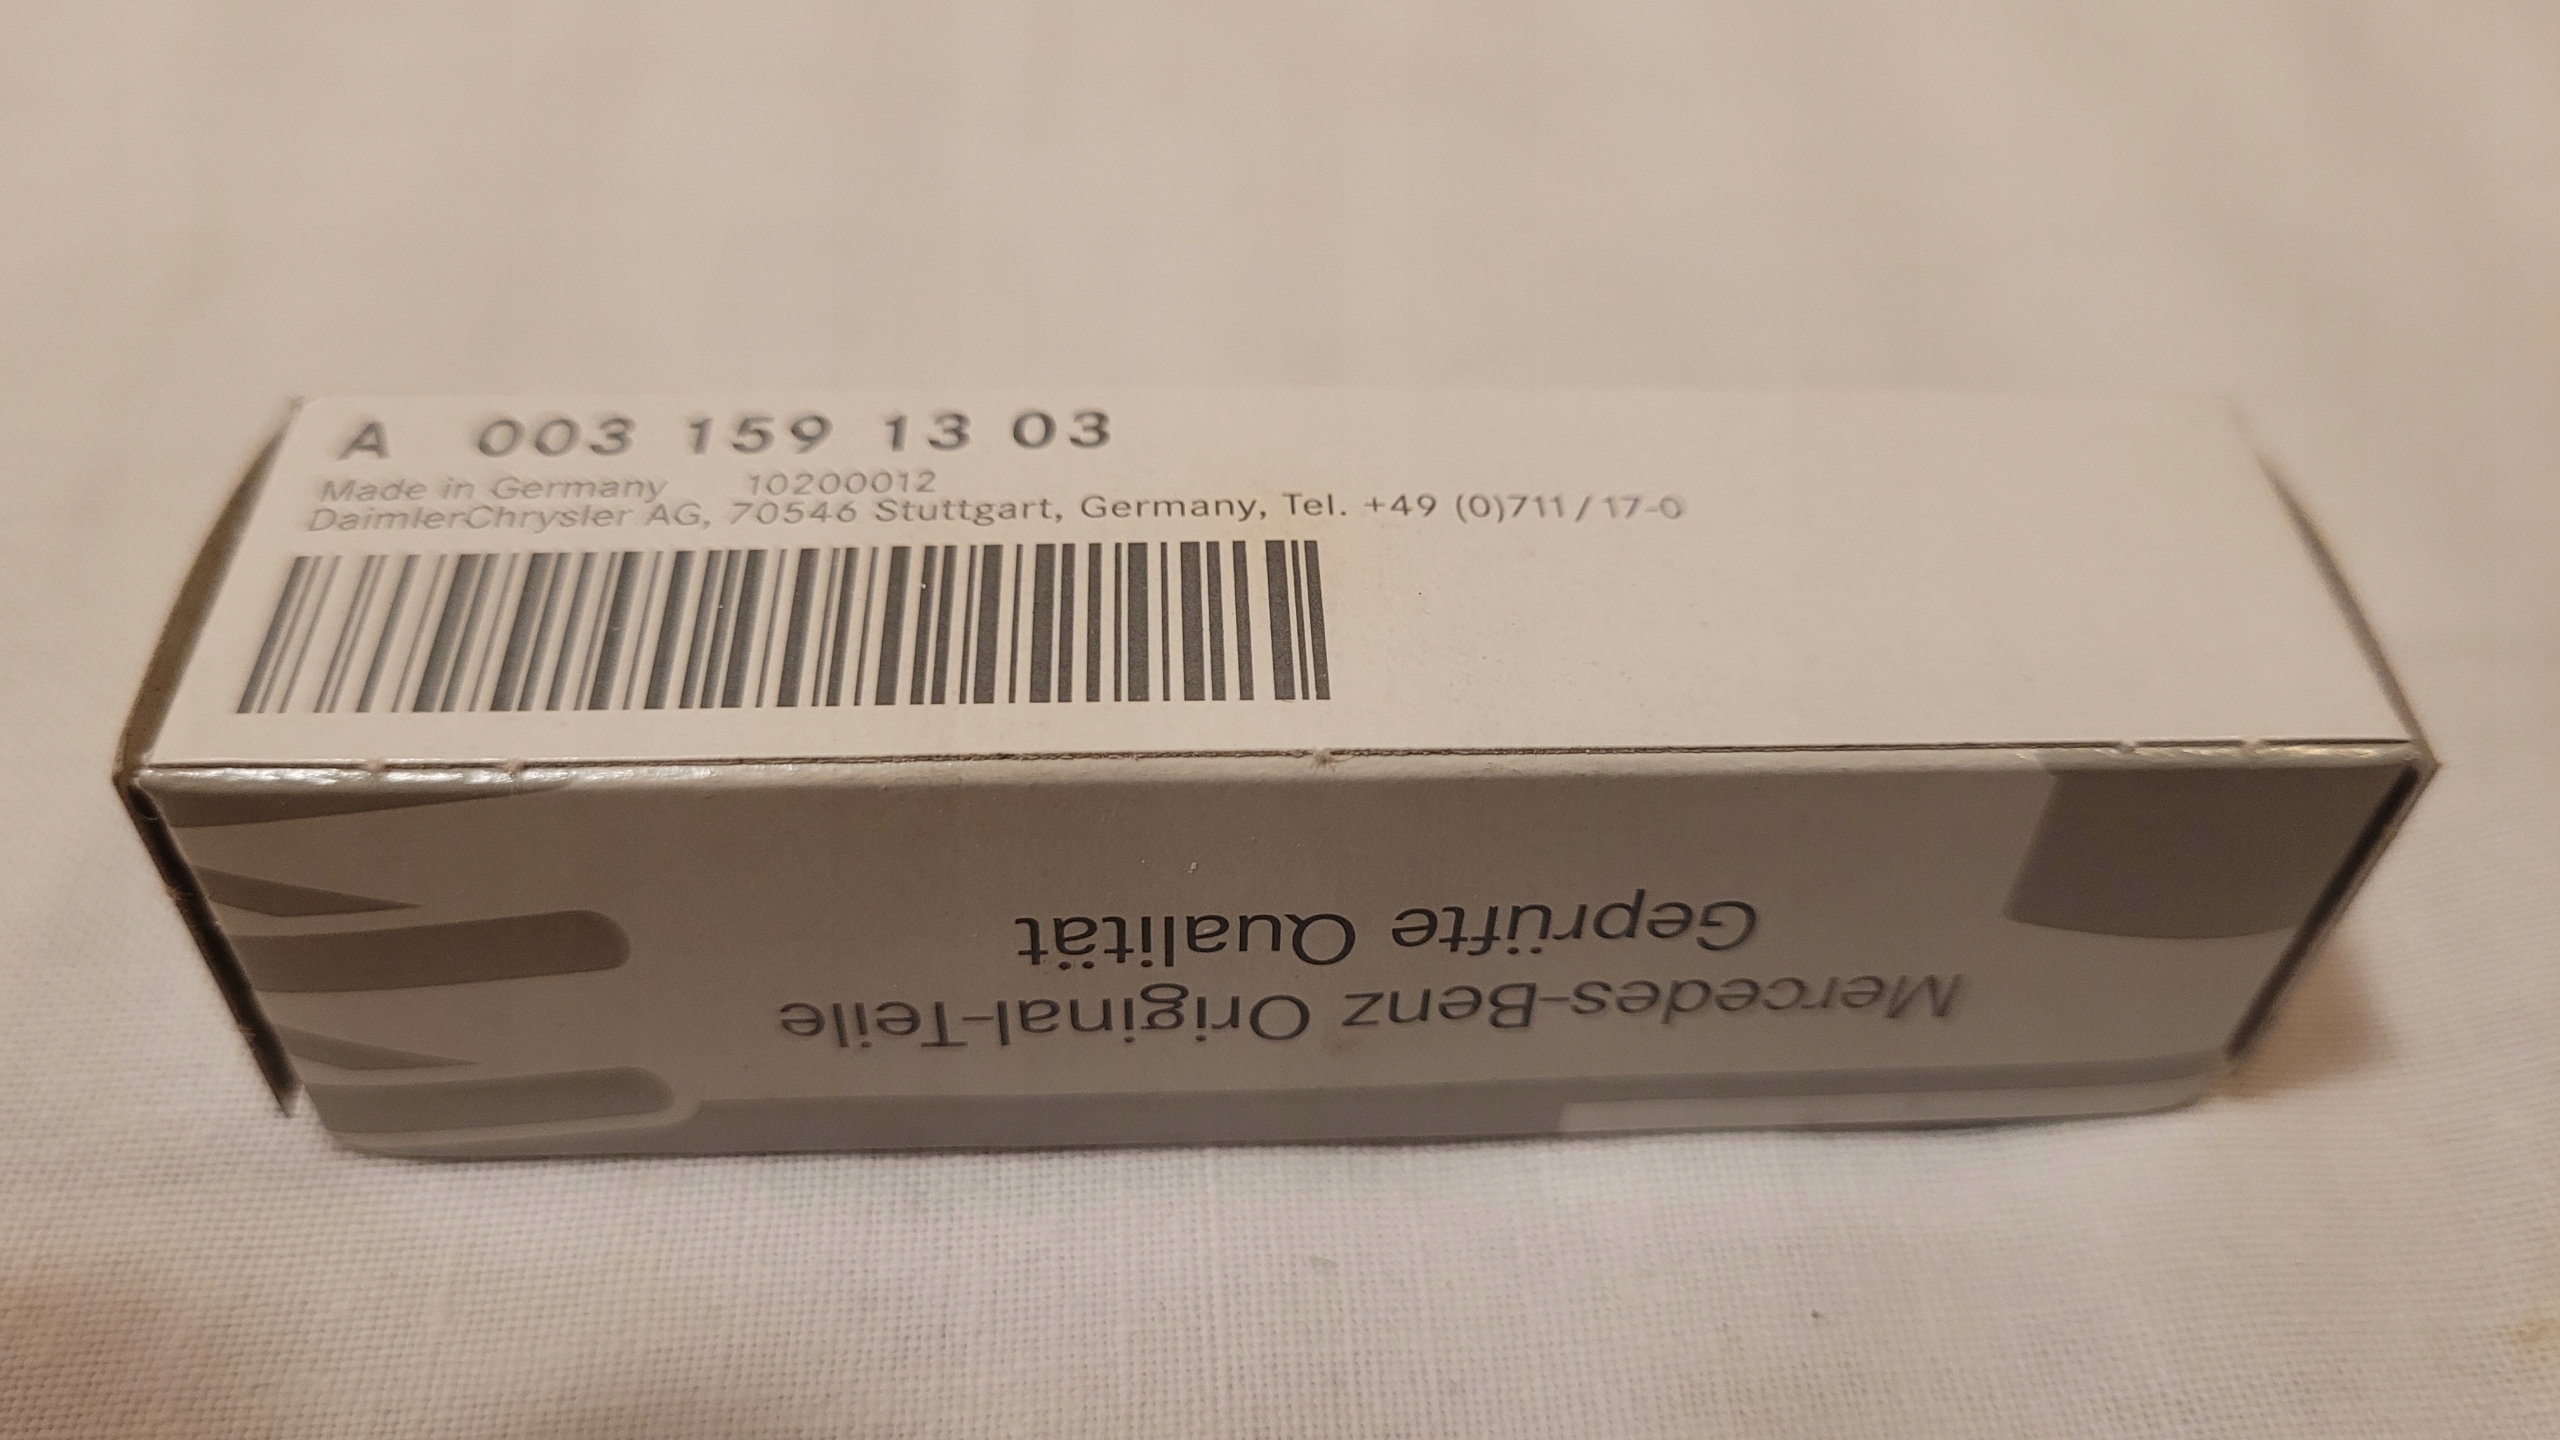 A 003 159 13 03
Made in Germany 10200012
DaimlerChrysler AG, 70546 Stuttgart, Germany, Tel. +49 (0)711/17-0
Mercedes-Benz Original-Teile
Geprüfte Qualität